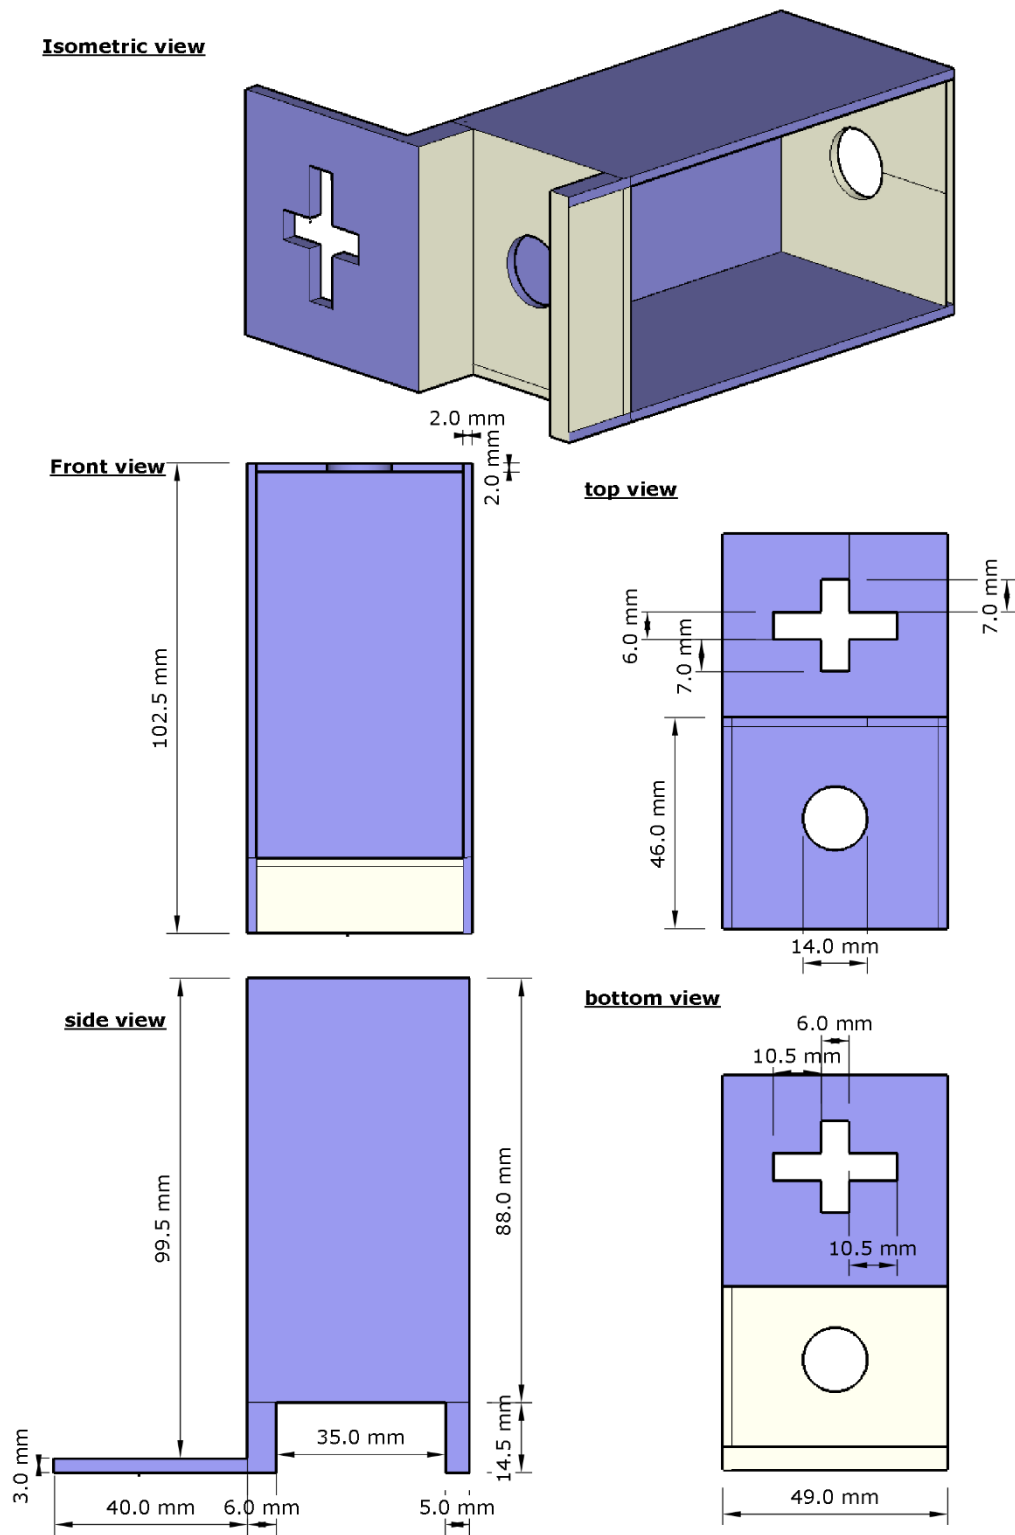 Isometric view
2.0 mm
Front view
2.0 mm
top view
102.5 mm
6.0 mm
7.0 mm
7.0 mm
46.0 mm
14.0 mm
side view
bottom view
6.0 mm
10.5 mm
99.5 mm
88.0 mm
10.5 mm
35.0 mm
14.5 mm
3.0 mm
40.0 mm
6.0 mm
5.0 mm
49.0 mm